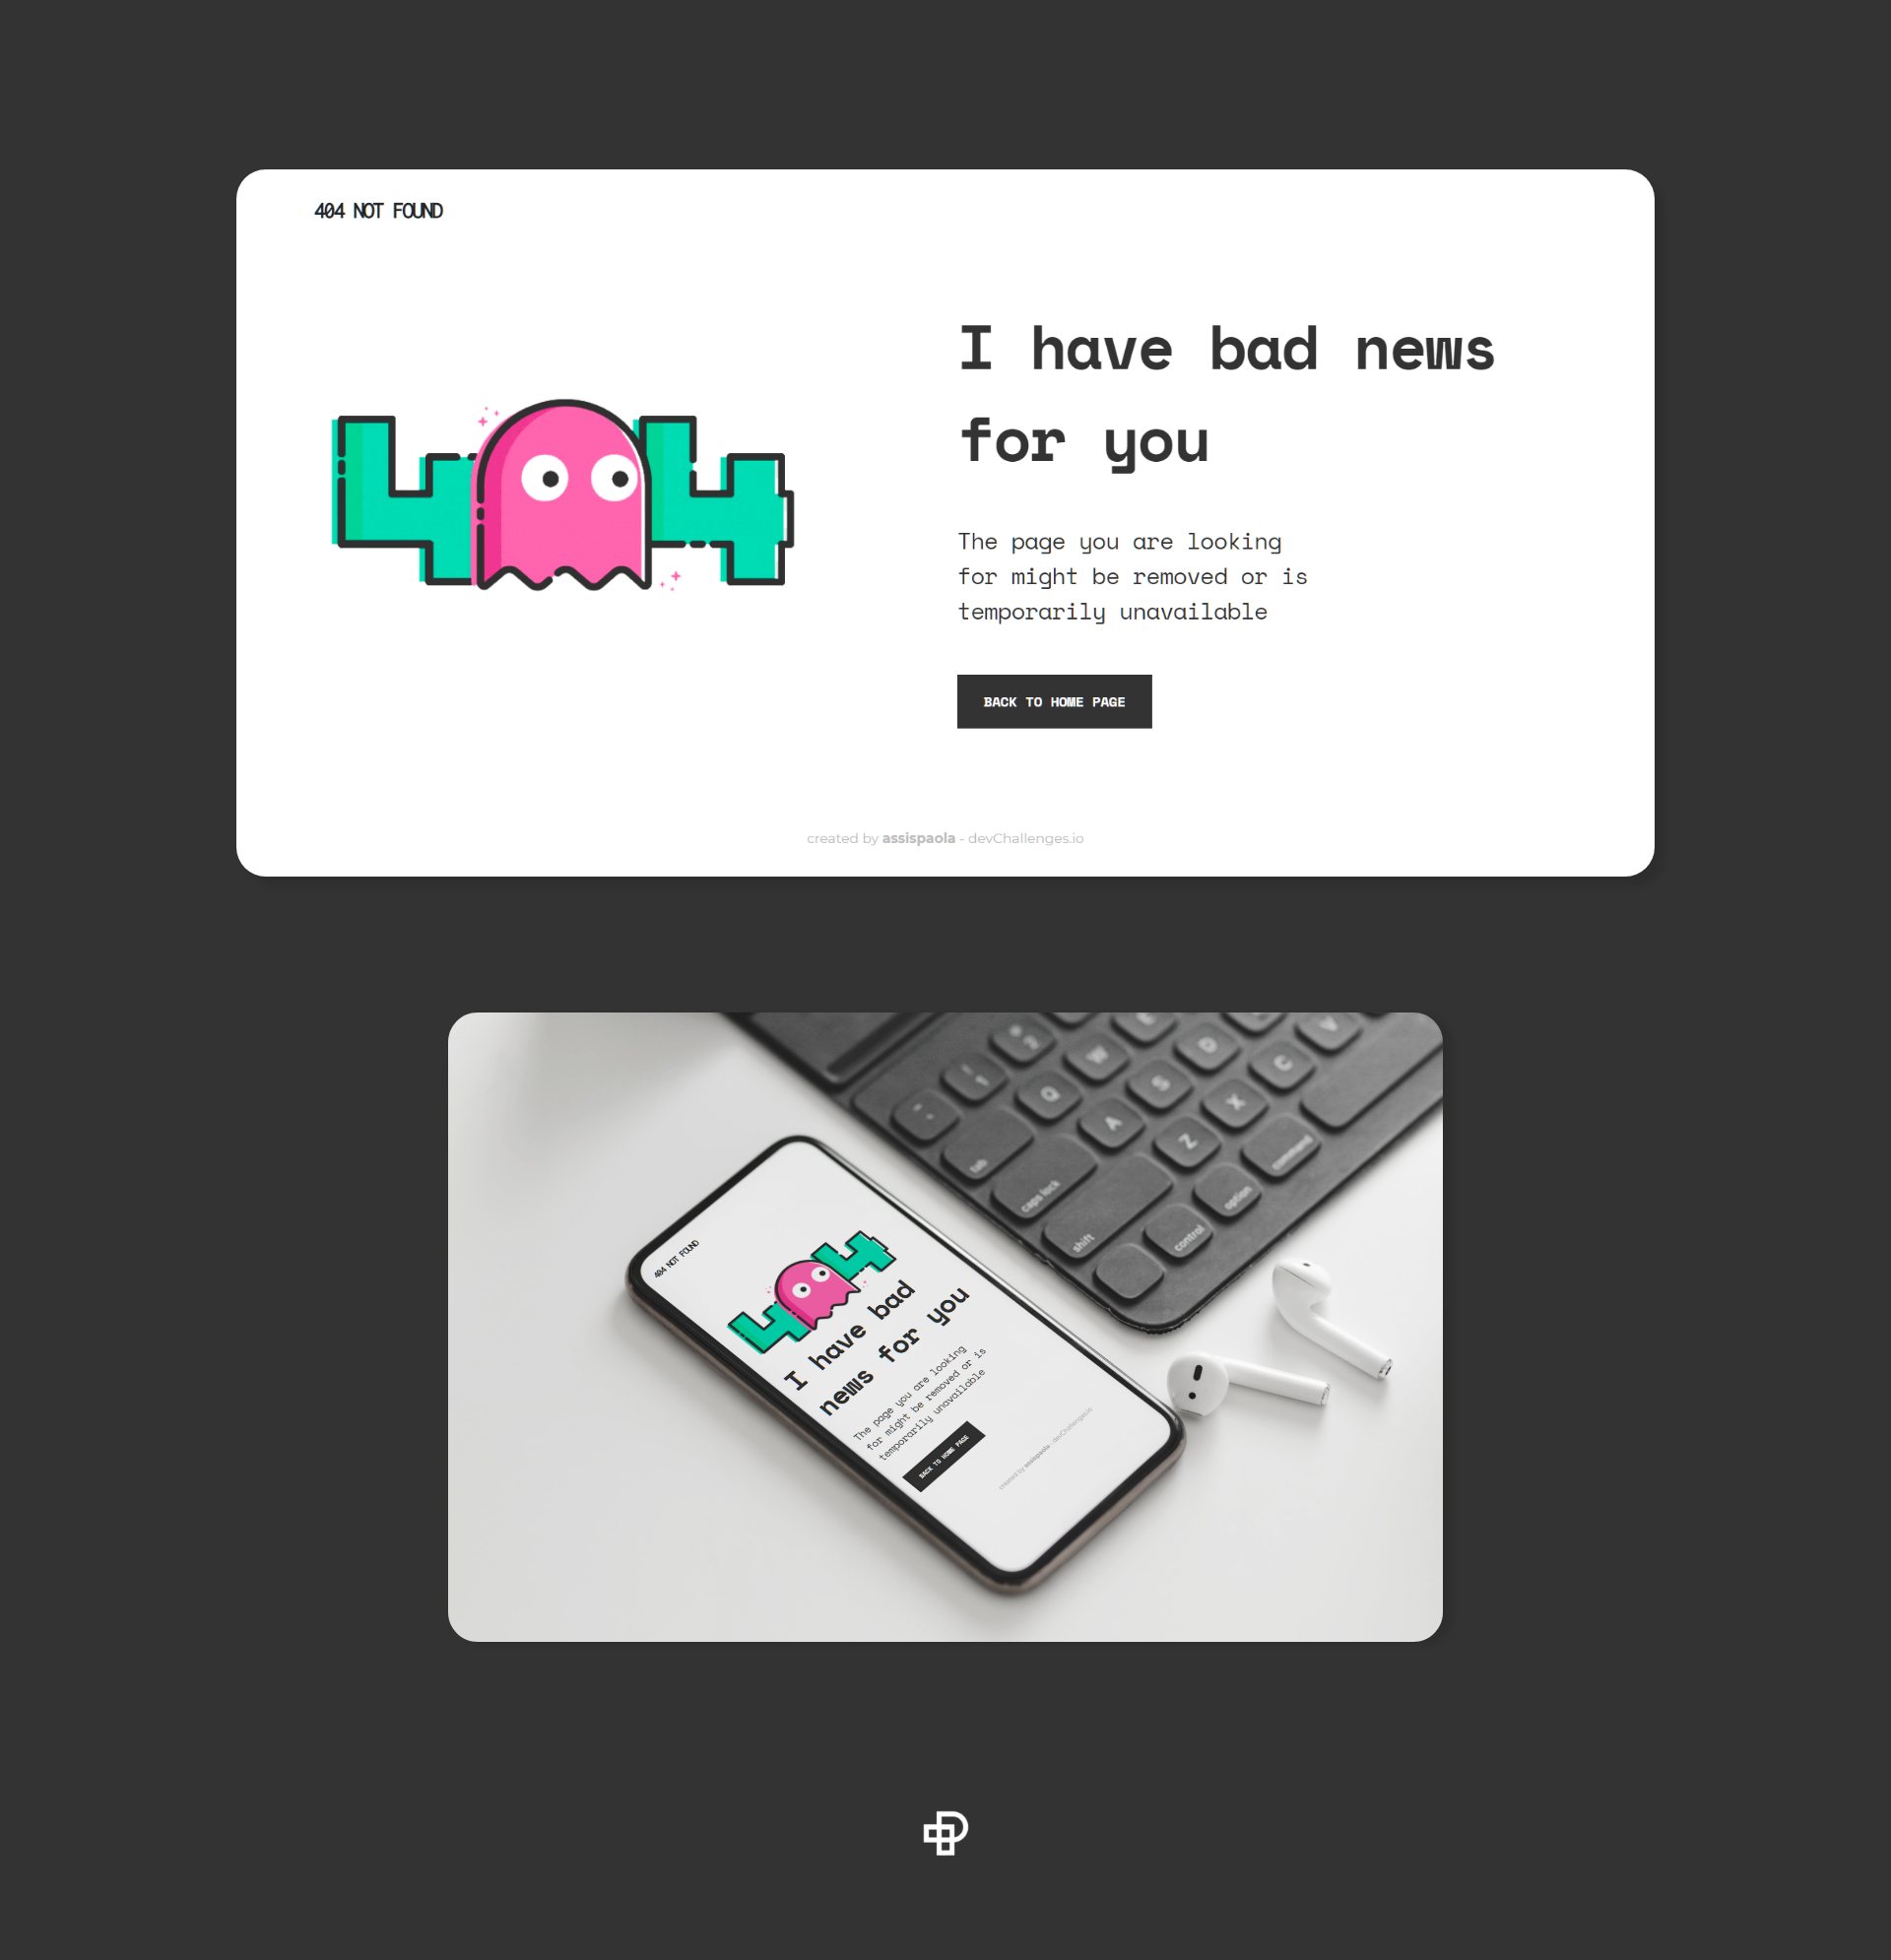 404 NOT FOUND
I have bad news
for you
The page you are looking
for might be removed or is
temporarily unavailable
BACK TO HOME PAGE
created by assispaola - devChallenges.io
404 NOT FOUND
I have bad
news for you
The page you are looking
for might be removed or is
temporarily unavailable
BACK TO HOME PAGE
created by assispaola - devChallenges.io
Q W
A S D
Z X C V
tab
caps lock
shift
control option command